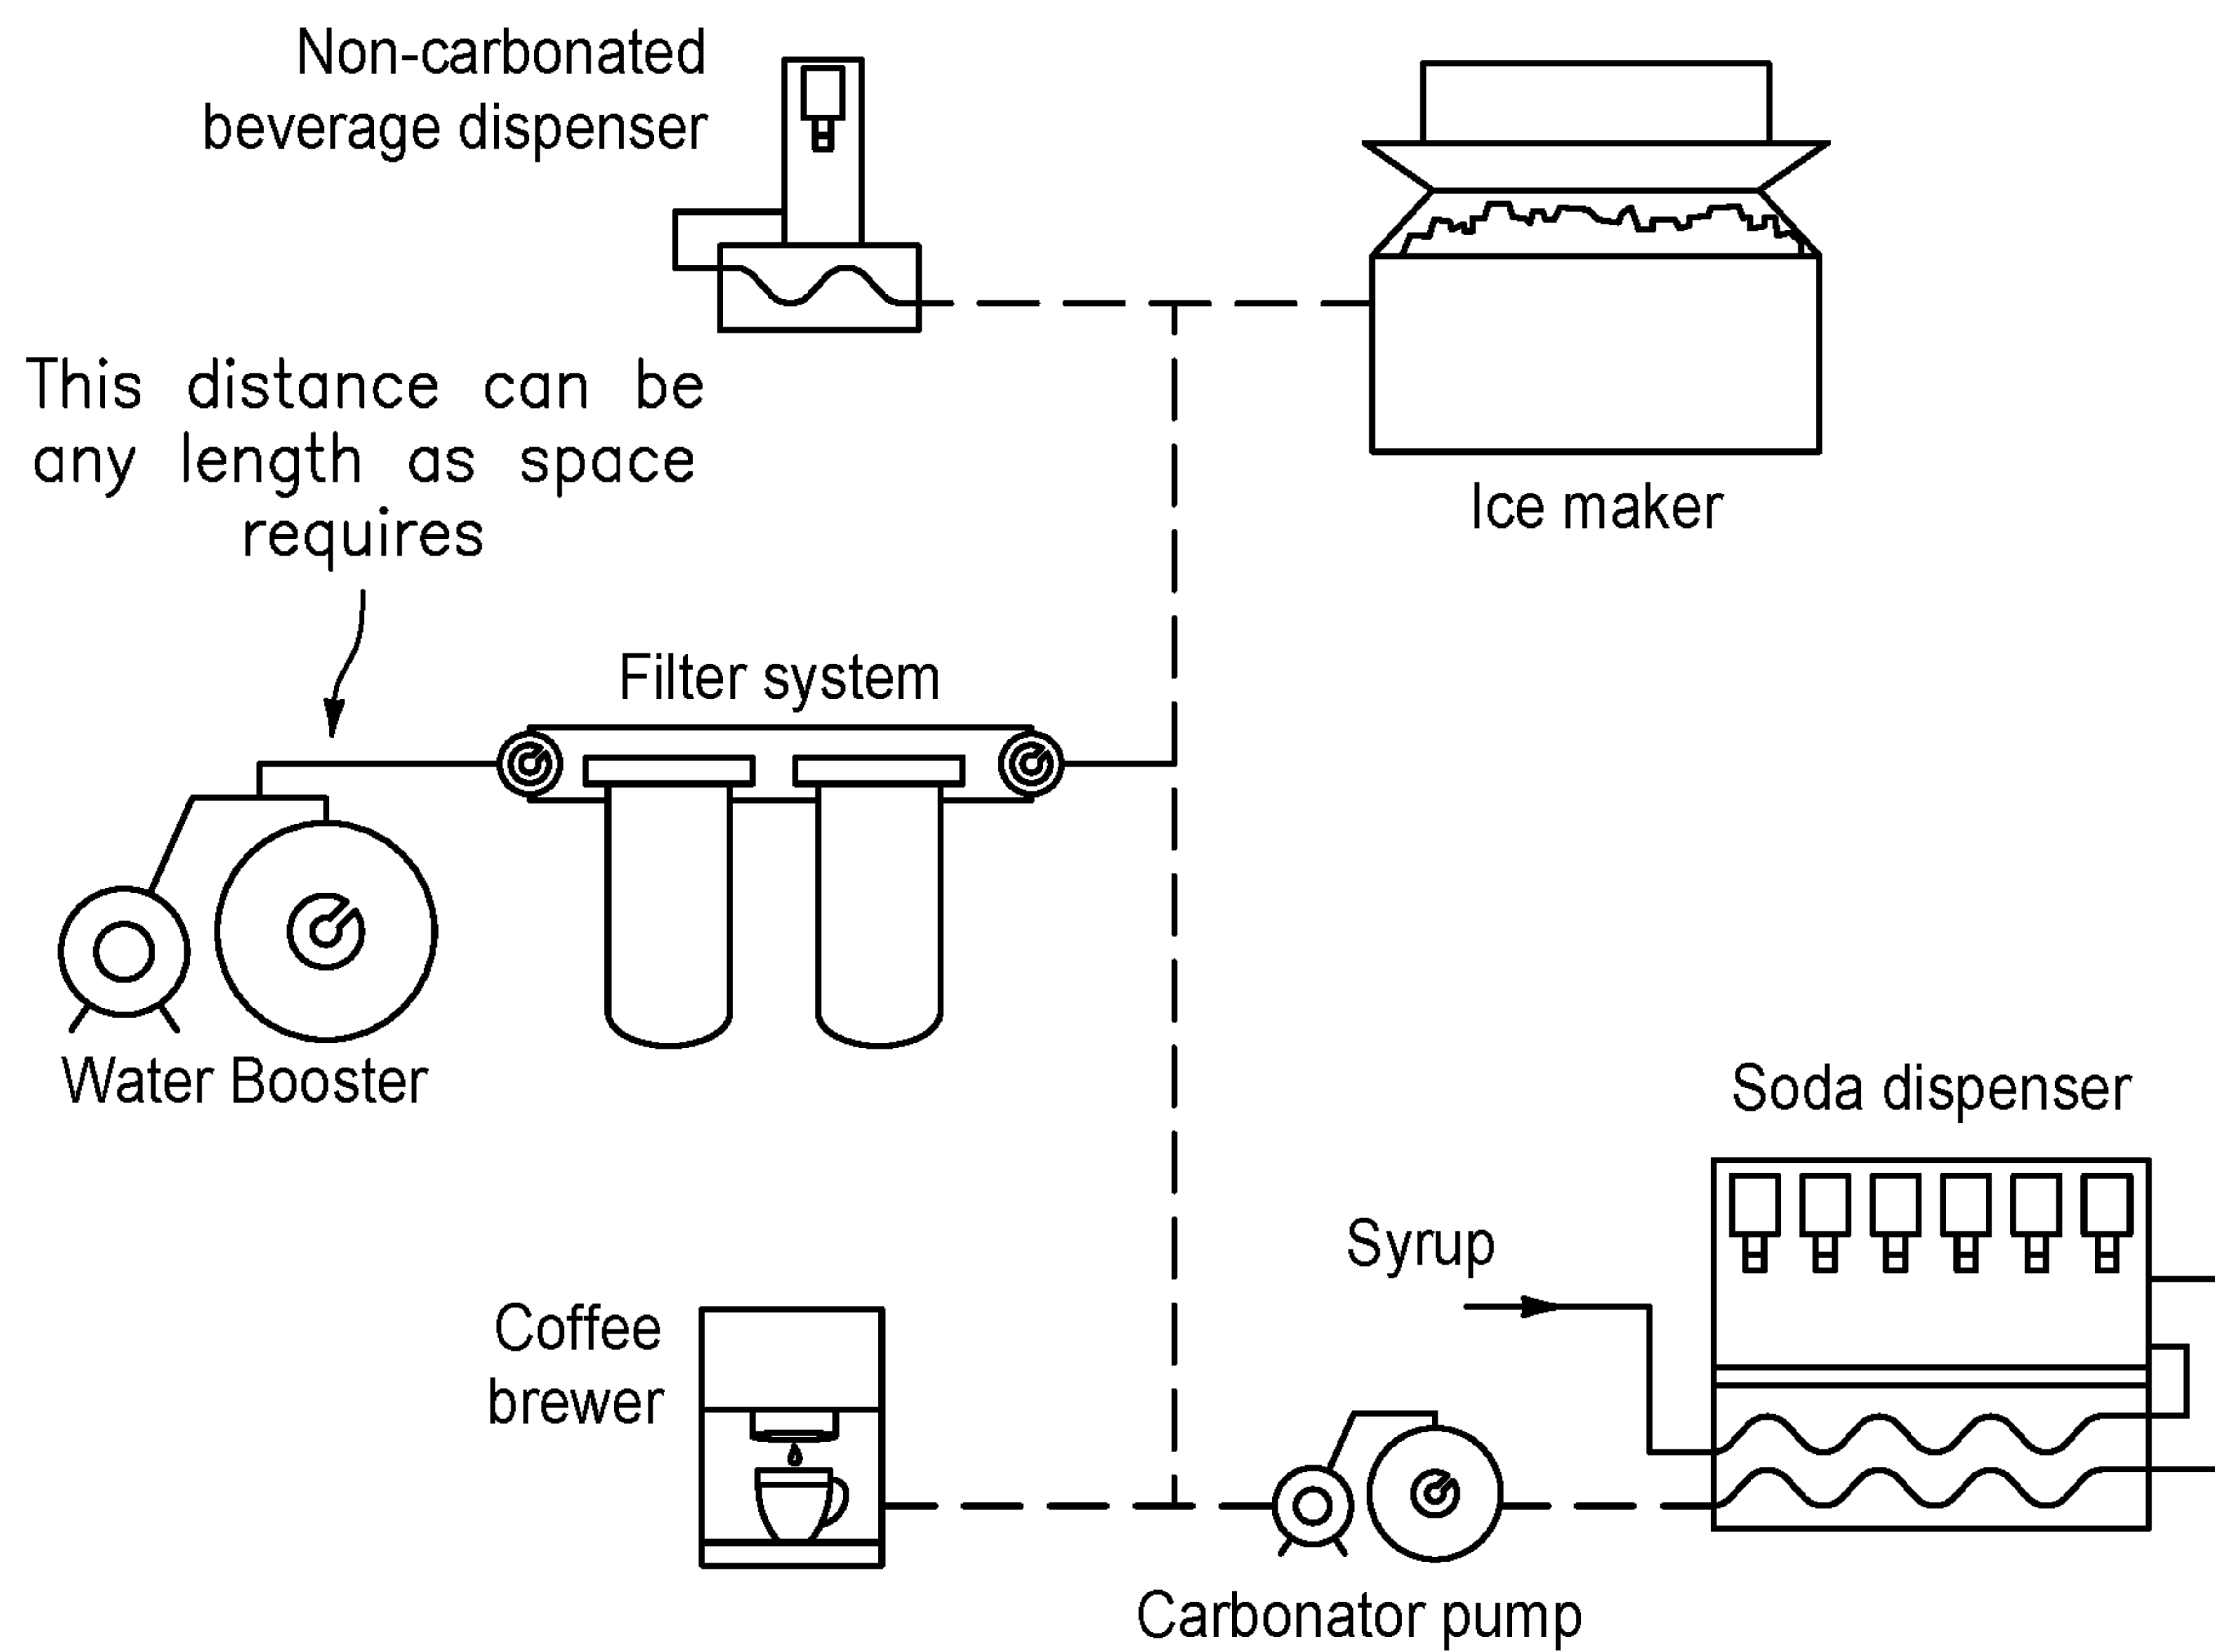 Non-carbonated
beverage dispenser
This distance can be
any length as space
requires
Ice maker
Filter system
Water Booster
Soda dispenser
Syrup
Coffee
brewer
Carbonator pump